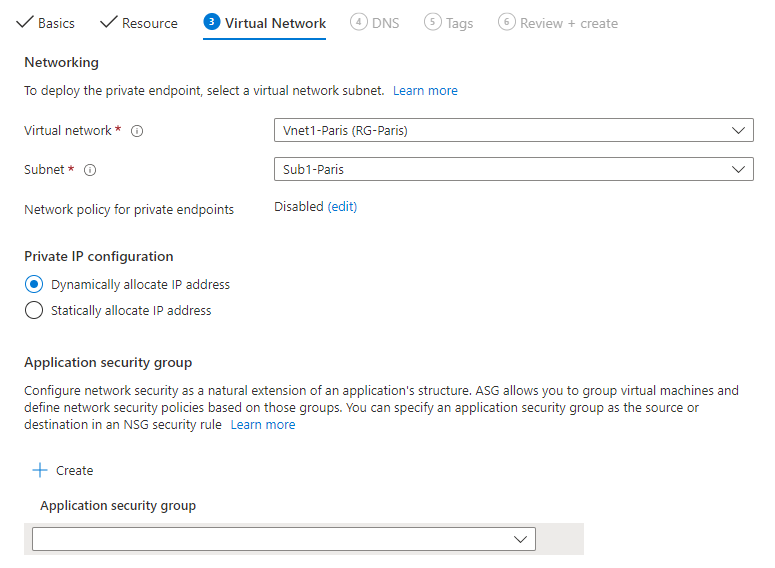 Basics Resource 3 Virtual Network 4 DNS 5 Tags 6 Review + create
Networking
To deploy the private endpoint, select a virtual network subnet. Learn more
Virtual network * Vnet1-Paris (RG-Paris)
Subnet * Sub1-Paris
Network policy for private endpoints Disabled (edit)
Private IP configuration
Dynamically allocate IP address
Statically allocate IP address
Application security group
Configure network security as a natural extension of an application's structure. ASG allows you to group virtual machines and
define network security policies based on those groups. You can specify an application security group as the source or
destination in an NSG security rule Learn more
+ Create
Application security group